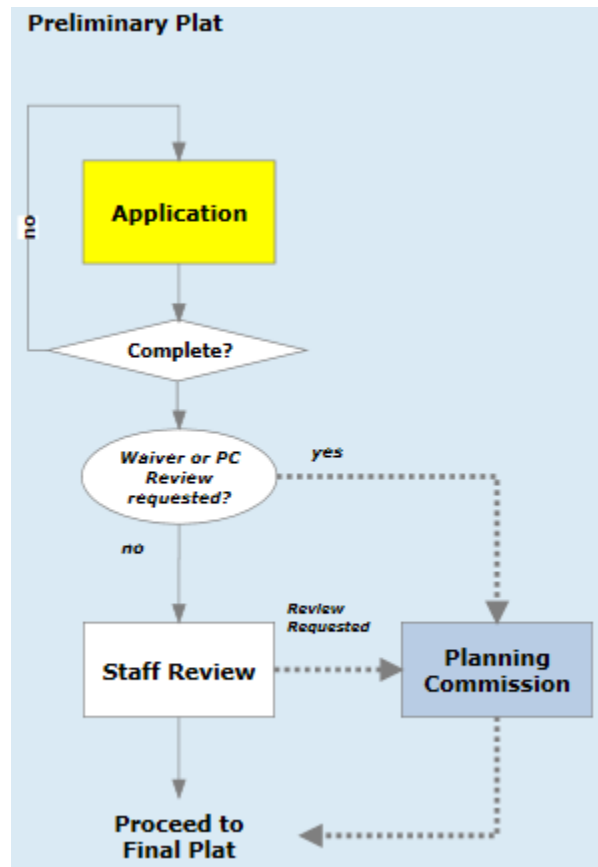 Preliminary Plat
Application
no
Complete?
Waiver or PC
Review
requested?
yes
no
Review
Requested
Staff Review
Planning
Commission
Proceed to
Final Plat